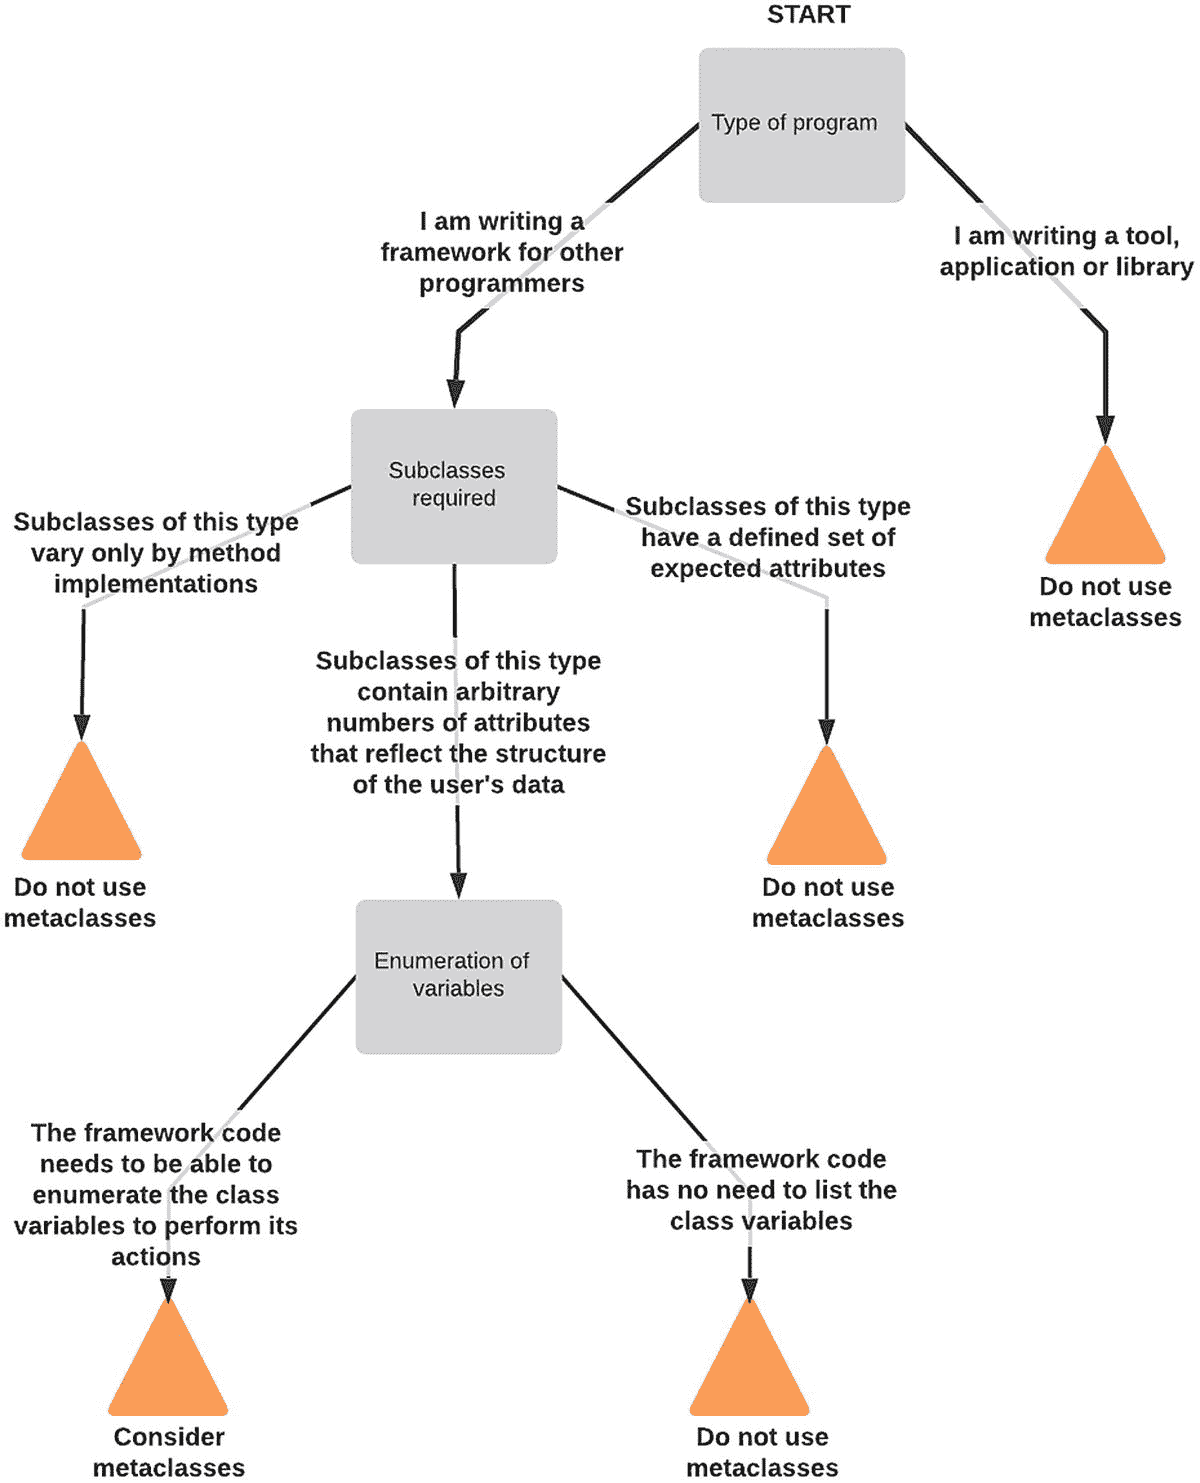 START
Type of program
I am writing a
framework for other
programmers
I am writing a tool,
application or library
Subclasses
required
Do not use
metaclasses
Subclasses of this type
vary only by method
implementations
Subclasses of this type
have a defined set of
expected attributes
Subclasses of this type
contain arbitrary
numbers of attributes
that reflect the structure
of the user's data
Do not use
metaclasses
Do not use
metaclasses
Enumeration of
variables
The framework code
needs to be able to
enumerate the class
variables to perform its
actions
The framework code
has no need to list the
class variables
Consider
metaclasses
Do not use
metaclasses